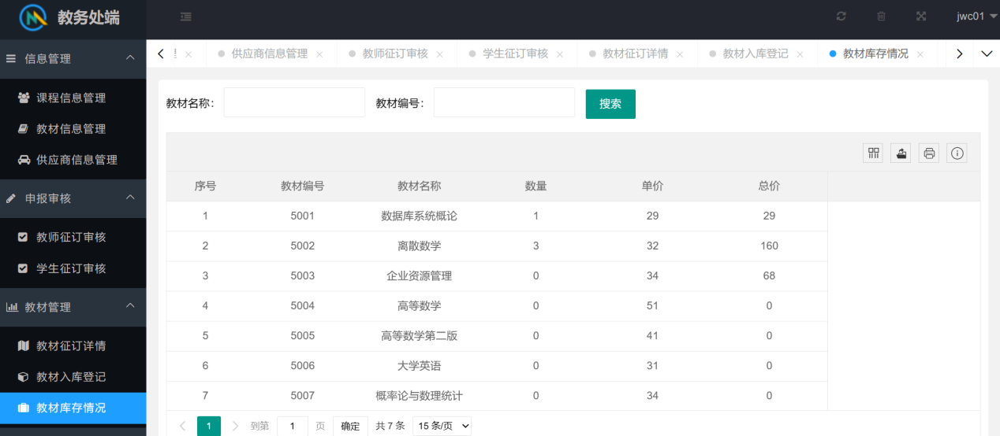 教务处端
jwc01
信息管理
课程信息管理
教材信息管理
供应商信息管理
申报审核
教师征订审核
学生征订审核
教材管理
教材征订详情
教材入库登记
教材库存情况
供应商信息管理 × 教师征订审核 × 学生征订审核 × 教材征订详情 × 教材入库登记 × 教材库存情况 ×
教材名称: 教材编号: 搜索
序号 教材编号 教材名称 数量 单价 总价
1 5001 数据库系统概论 1 29 29
2 5002 离散数学 3 32 160
3 5003 企业资源管理 0 34 68
4 5004 高等数学 0 51 0
5 5005 高等数学第二版 0 41 0
6 5006 大学英语 0 31 0
7 5007 概率论与数理统计 0 34 0
1 到第 1 页 确定 共 7 条 15 条/页